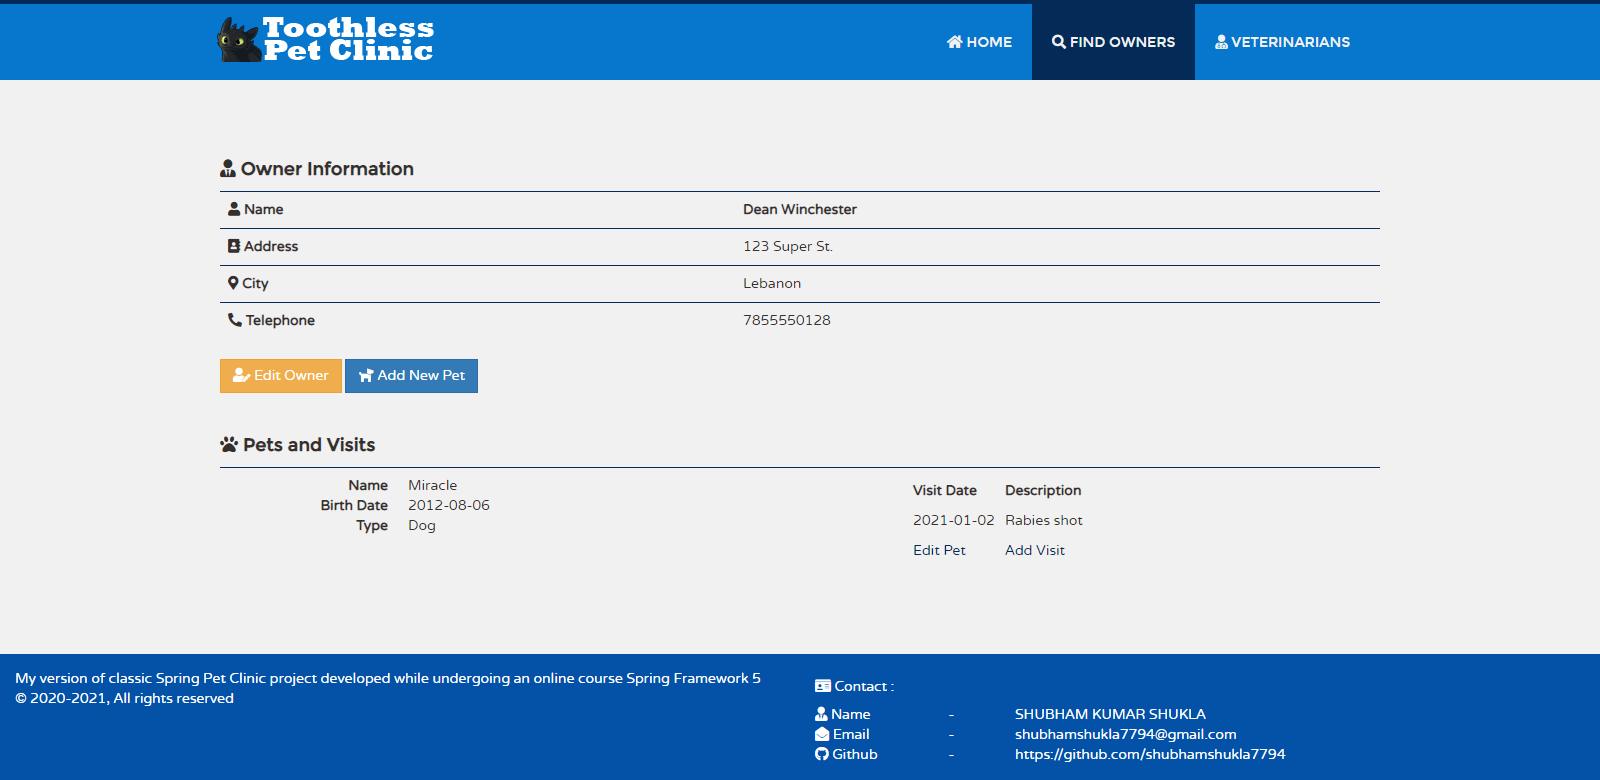 Toothless
Pet Clinic
HOME
FIND OWNERS
VETERINARIANS
Owner Information
Name Dean Winchester
Address 123 Super St.
City Lebanon
Telephone 7855550128
Edit Owner
Add New Pet
Pets and Visits
Name Miracle
Birth Date 2012-08-06
Type Dog
Visit Date Description
2021-01-02 Rabies shot
Edit Pet Add Visit
My version of classic Spring Pet Clinic project developed while undergoing an online course Spring Framework 5
© 2020-2021, All rights reserved
Contact :
Name - SHUBHAM KUMAR SHUKLA
Email - shubhamshukla7794@gmail.com
Github - https://github.com/shubhamshukla7794